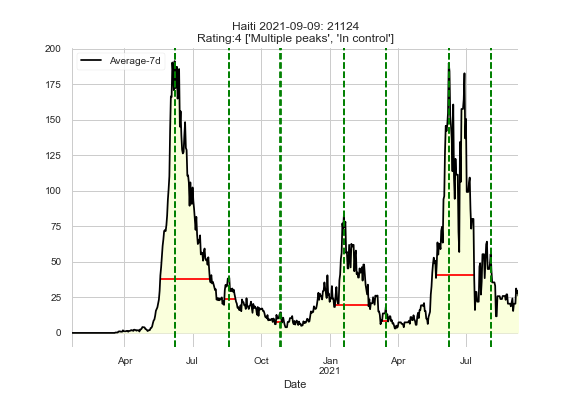 Haiti 2021-09-09: 21124
Rating:4 ['Multiple peaks', 'In control']
Average-7d
200
175
150
125
100
75
50
25
0
Apr Jul Oct Jan Apr Jul
2021
Date